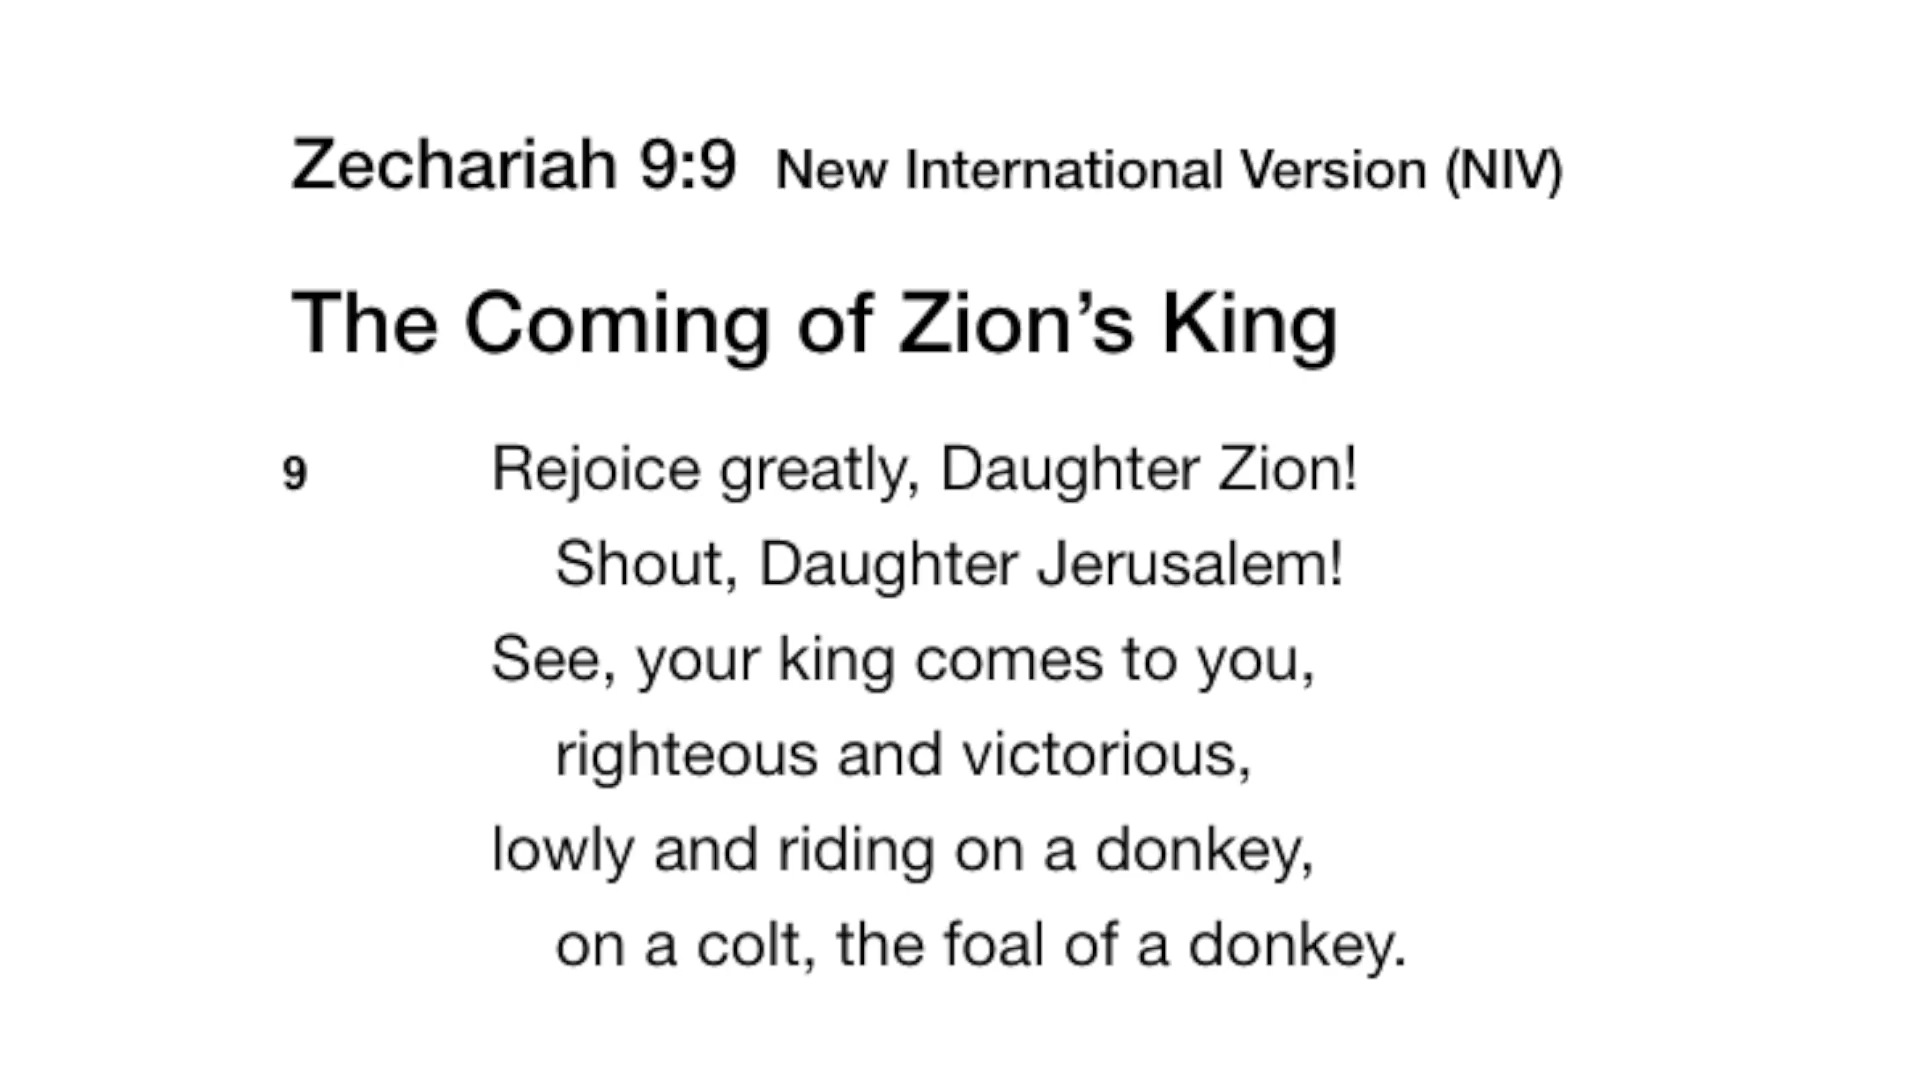 Zechariah 9:9 New International Version (NIV)
The Coming of Zion’s King
9 Rejoice greatly, Daughter Zion!
Shout, Daughter Jerusalem!
See, your king comes to you,
righteous and victorious,
lowly and riding on a donkey,
on a colt, the foal of a donkey.